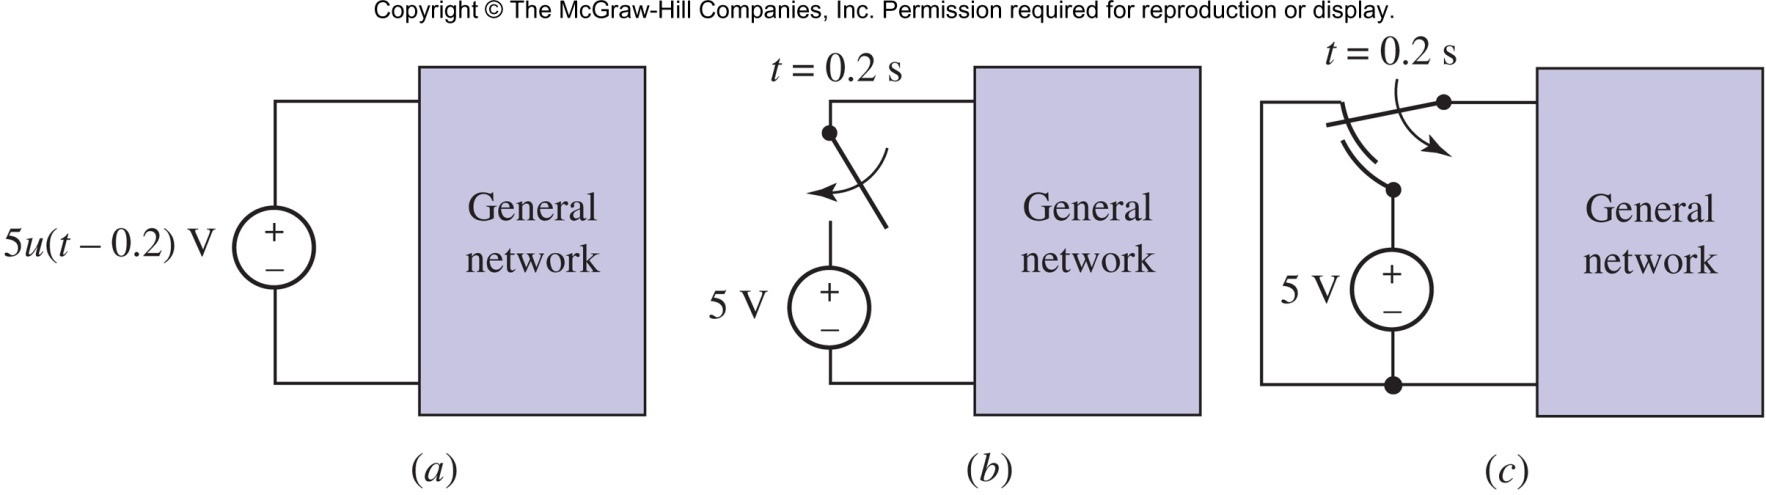 Copyright © The McGraw-Hill Companies, Inc. Permission required for reproduction or display.
5u(t – 0.2) V
+
–
General
network
(a)
t = 0.2 s
5 V
+
–
General
network
(b)
t = 0.2 s
5 V
+
–
General
network
(c)